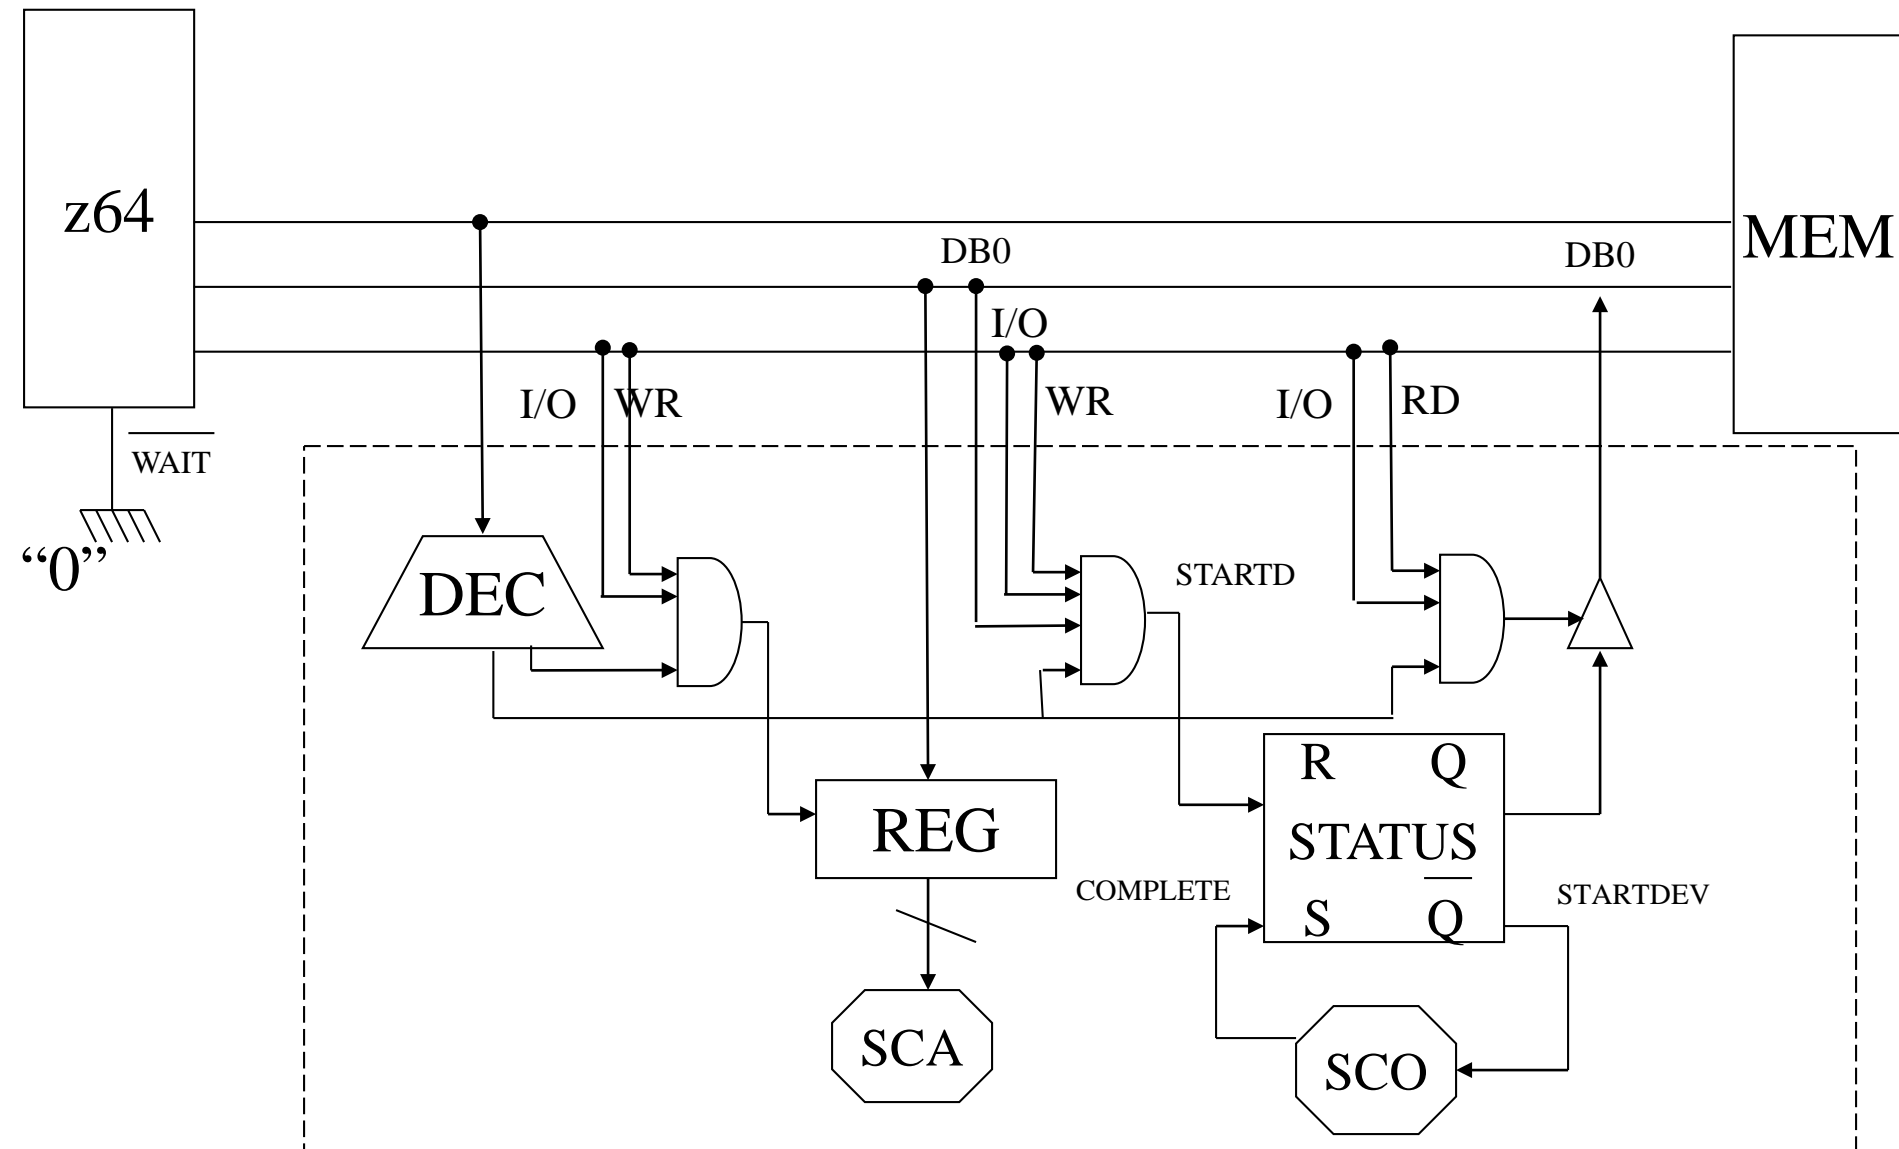 z64
MEM
DB0
DB0
I/O
I/O
WR
WR
I/O
RD
WAIT
“0”
DEC
STARTD
R
Q
REG
STATUS
COMPLETE
STARTDEV
S
Q
SCA
SCO